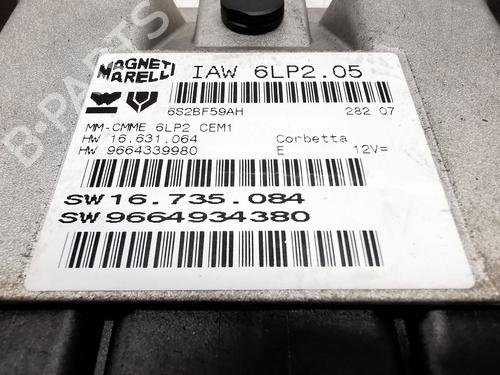 MAGNETI
MARELLI
IAW 6LP2.05
6S2BF59AH 282 07
MM-CMME 6LP2 CEM1
HW 16.631.064 Corbetta
HW 9664339980 E 12V=
SW 16.735.084
SW 9664934380